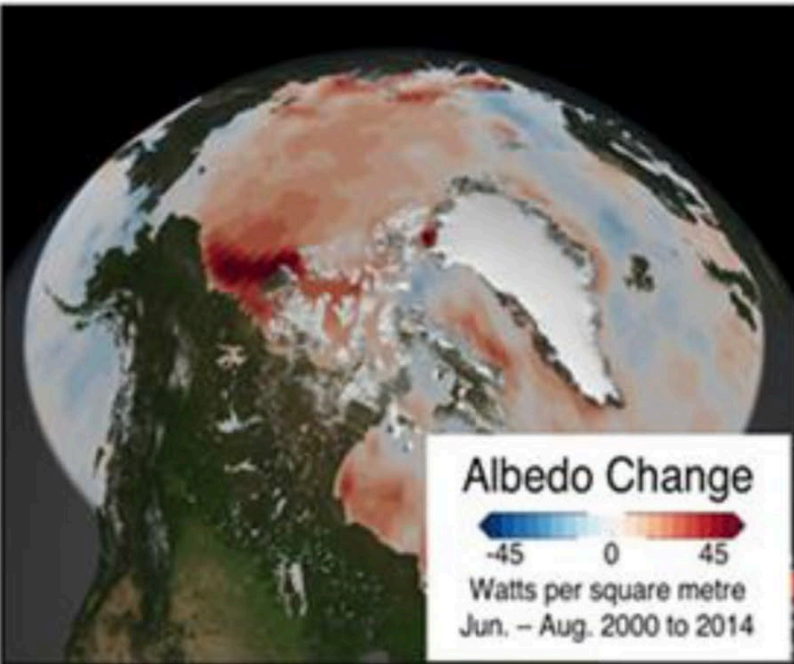 Albedo Change
-45 0 45
Watts per square metre
Jun. – Aug. 2000 to 2014